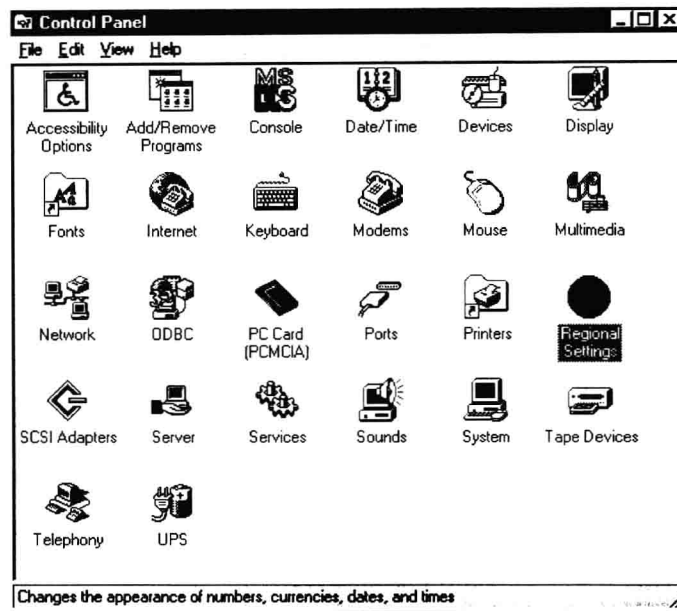 Control Panel
File Edit View Help
MS
DOS
12
Accessibility Options
Add/Remove Programs
Console
Date/Time
Devices
Display
Fonts
Internet
Keyboard
Modems
Mouse
Multimedia
Network
ODBC
PC Card (PCMCIA)
Ports
Printers
Regional Settings
SCSI Adapters
Server
Services
Sounds
System
Tape Devices
Telephony
UPS
Changes the appearance of numbers, currencies, dates, and times